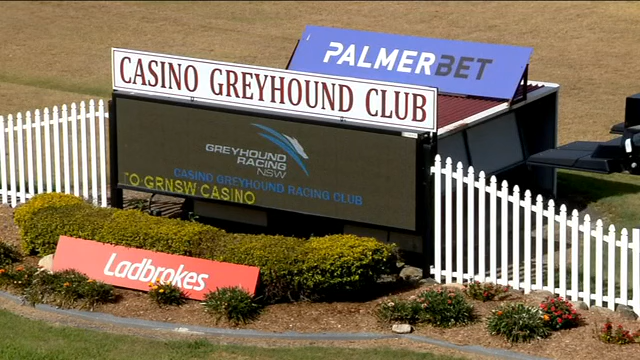 PALMERBET
CASINO GREYHOUND CLUB
GREYHOUND
RACING
NSW
CASINO GREYHOUND RACING CLUB
TO GRNSW CASINO
Ladbrokes